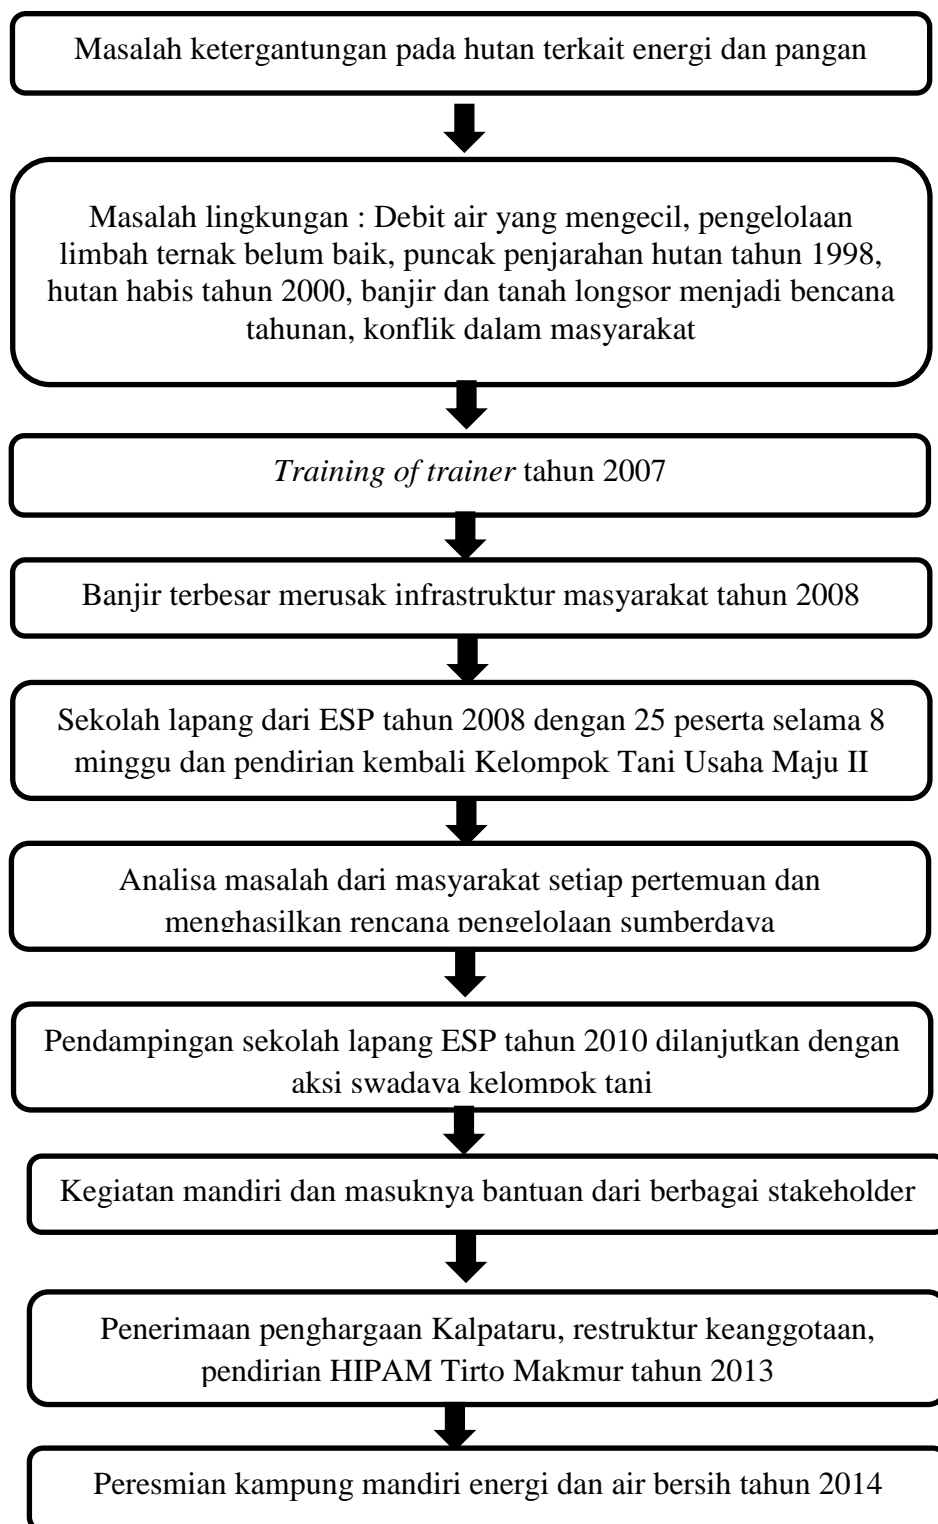 Masalah ketergantungan pada hutan terkait energi dan pangan
Masalah lingkungan : Debit air yang mengecil, pengelolaan
limbah ternak belum baik, puncak penjarahan hutan tahun 1998,
hutan habis tahun 2000, banjir dan tanah longsor menjadi bencana
tahunan, konflik dalam masyarakat
Training of trainer tahun 2007
Banjir terbesar merusak infrastruktur masyarakat tahun 2008
Sekolah lapang dari ESP tahun 2008 dengan 25 peserta selama 8
minggu dan pendirian kembali Kelompok Tani Usaha Maju II
Analisa masalah dari masyarakat setiap pertemuan dan
menghasilkan rencana pengelolaan sumberdaya
Pendampingan sekolah lapang ESP tahun 2010 dilanjutkan dengan
aksi swadaya kelompok tani
Kegiatan mandiri dan masuknya bantuan dari berbagai stakeholder
Penerimaan penghargaan Kalpataru, restruktur keanggotaan,
pendirian HIPAM Tirto Makmur tahun 2013
Peresmian kampung mandiri energi dan air bersih tahun 2014